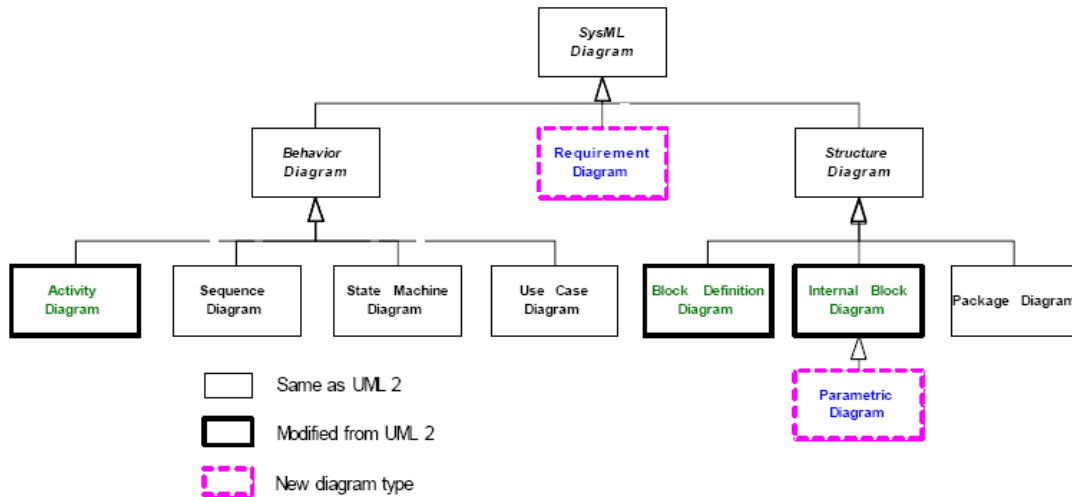 SysML
Diagram
Behavior
Diagram
Requirement
Diagram
Structure
Diagram
Activity
Diagram
Sequence
Diagram
State Machine
Diagram
Use Case
Diagram
Block Definition
Diagram
Internal Block
Diagram
Package Diagram
Parametric
Diagram
Same as UML 2
Modified from UML 2
New diagram type